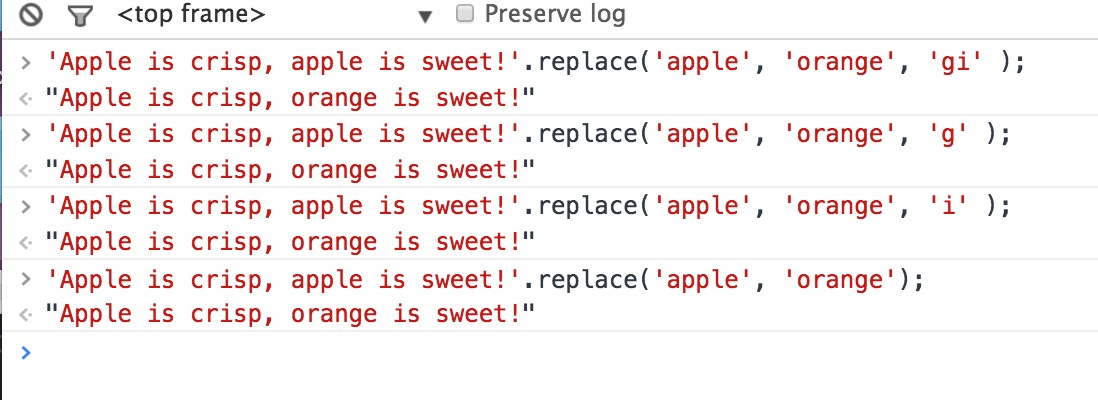 <top frame> ▼ Preserve log
> 'Apple is crisp, apple is sweet!'.replace('apple', 'orange', 'gi' );
"Apple is crisp, orange is sweet!"
> 'Apple is crisp, apple is sweet!'.replace('apple', 'orange', 'g' );
"Apple is crisp, orange is sweet!"
> 'Apple is crisp, apple is sweet!'.replace('apple', 'orange', 'i' );
"Apple is crisp, orange is sweet!"
> 'Apple is crisp, apple is sweet!'.replace('apple', 'orange');
"Apple is crisp, orange is sweet!"
>